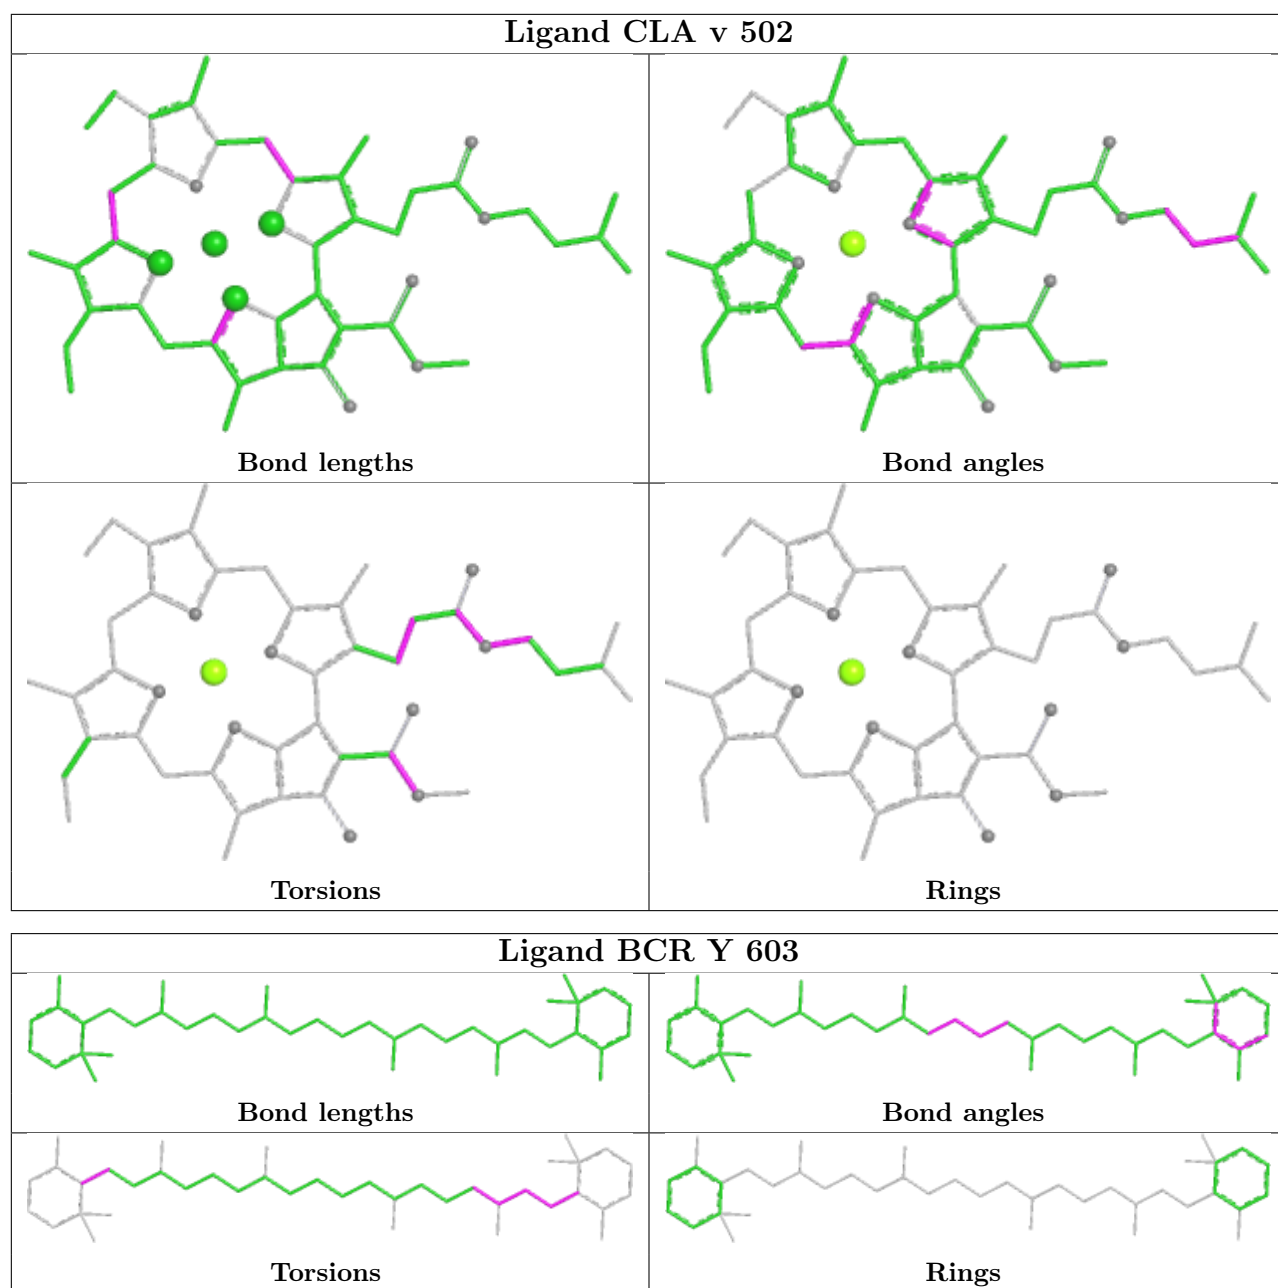 Ligand CLA v 502
Bond lengths
Bond angles
Torsions
Rings
Ligand BCR Y 603
Bond lengths
Bond angles
Torsions
Rings